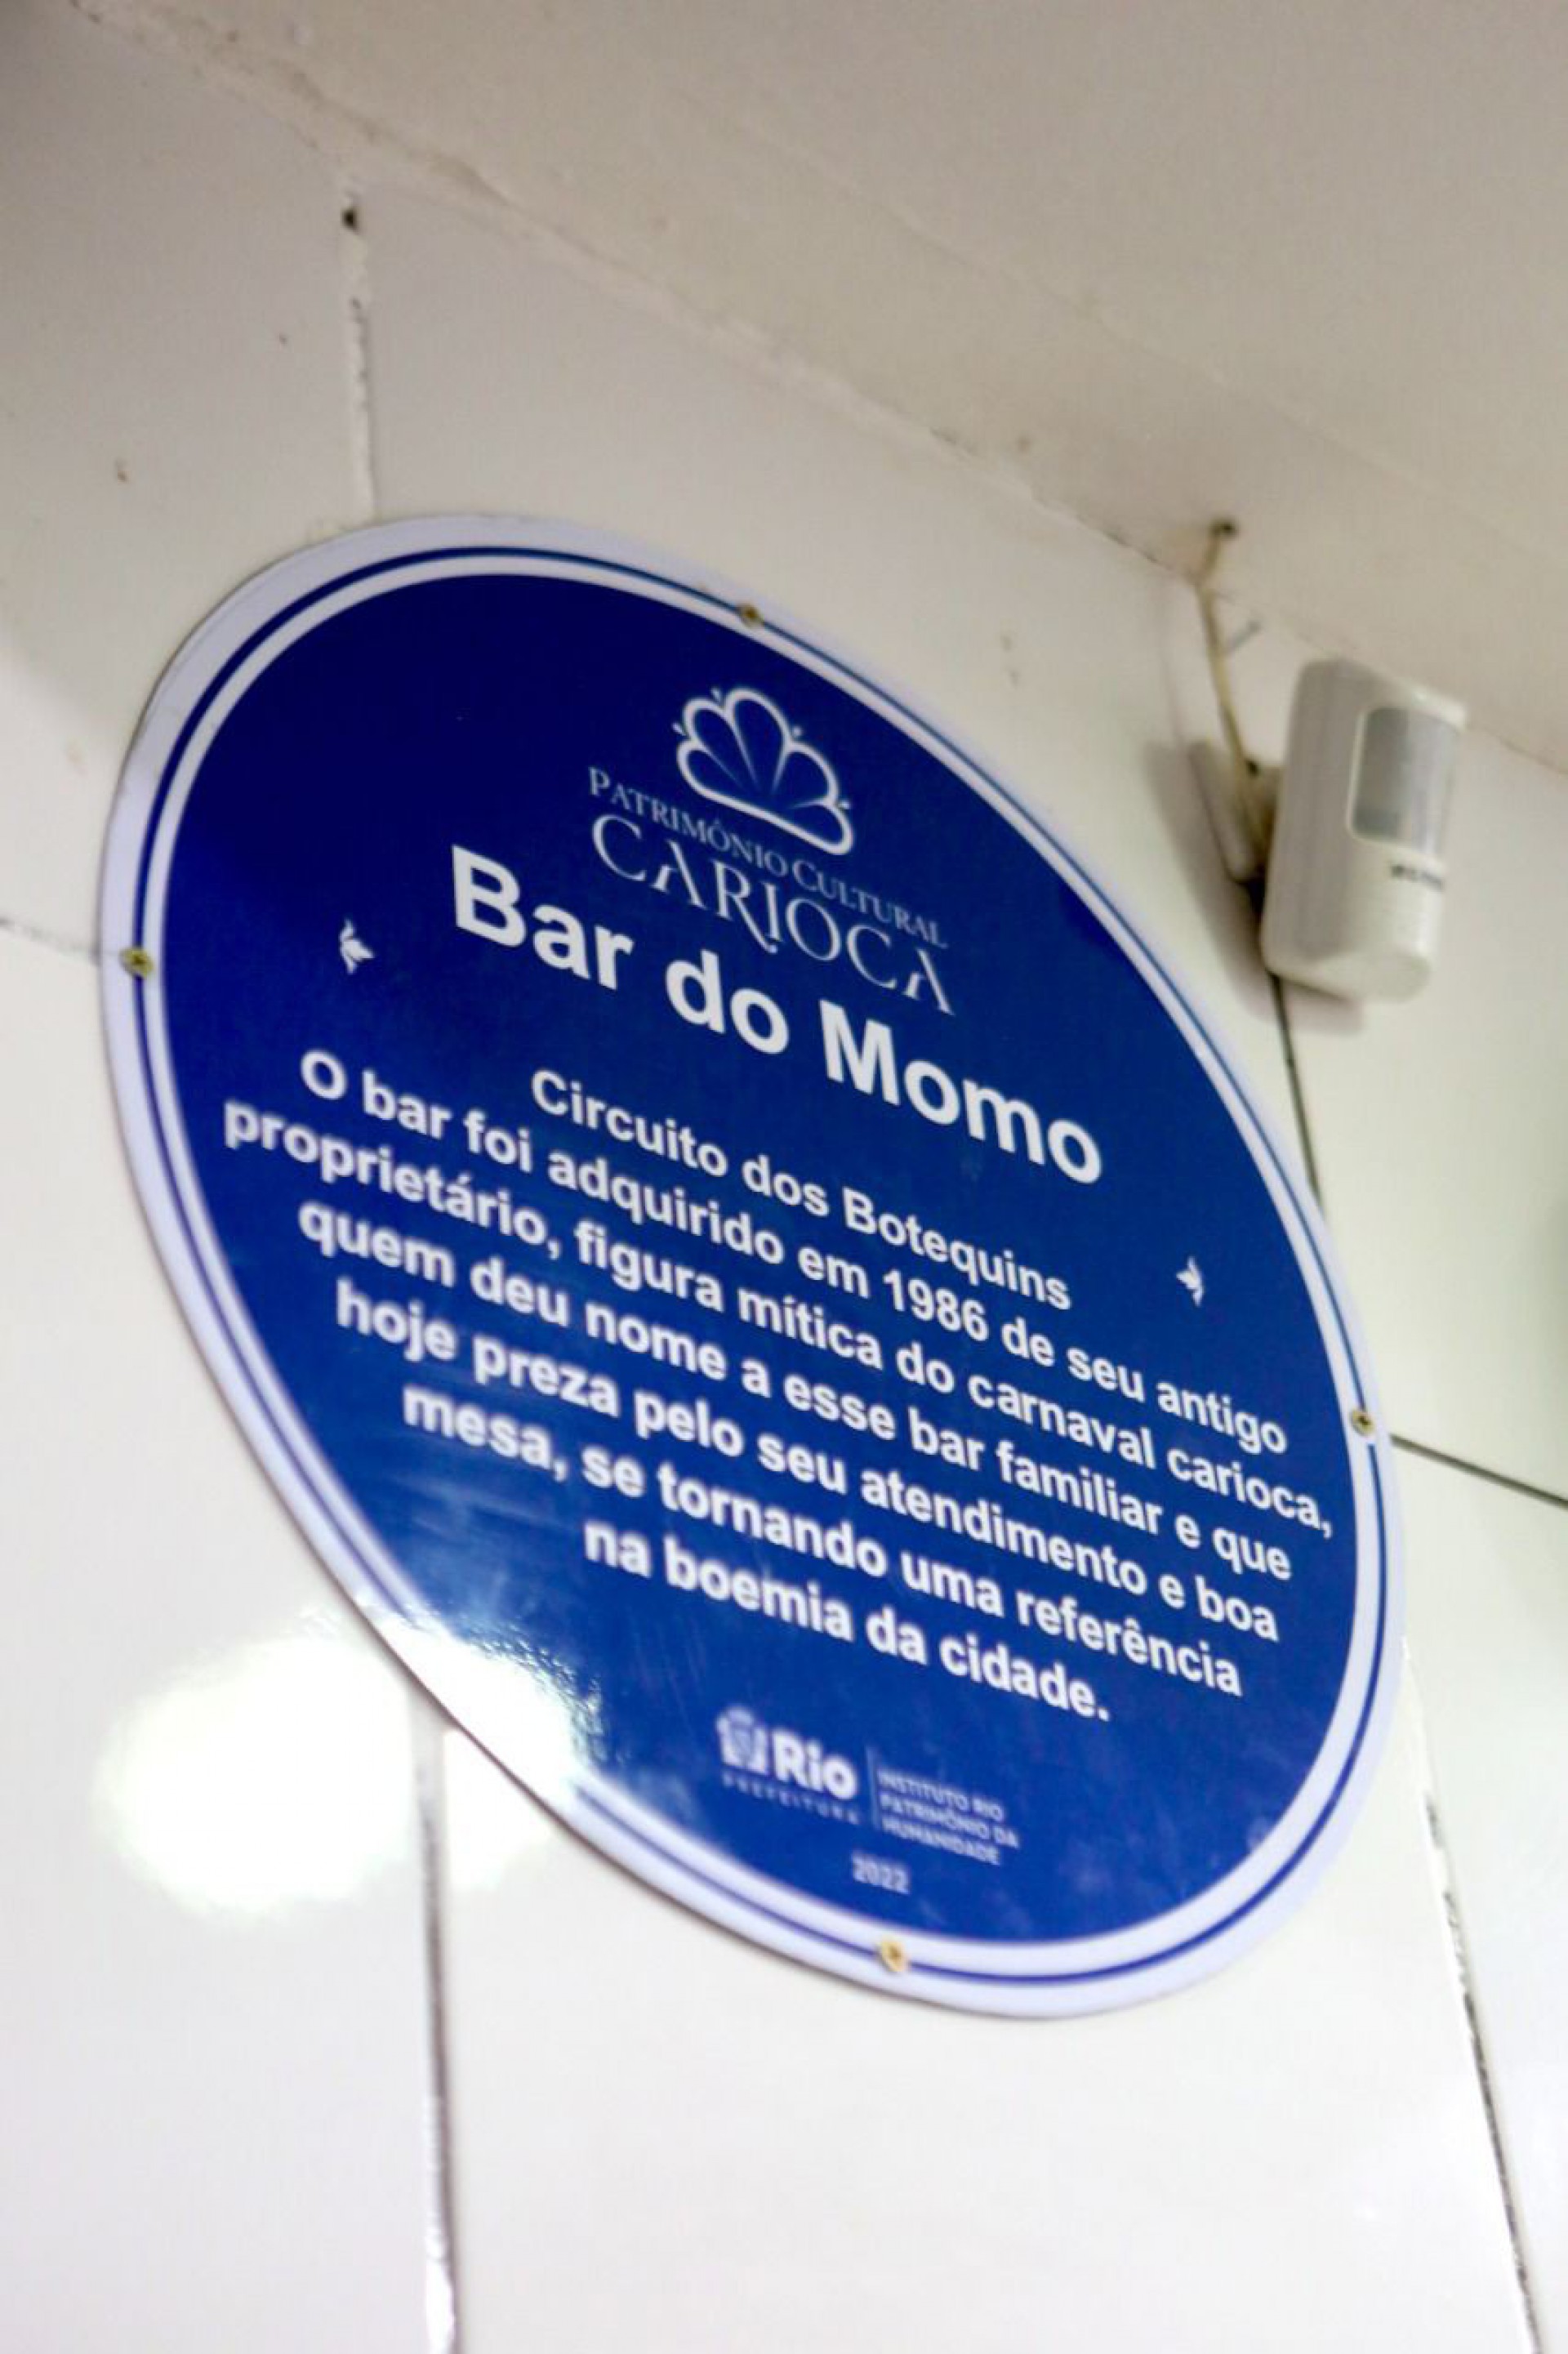 PATRIMÔNIO CULTURAL
CARIOCA
Bar do Momo
Circuito dos Botequins
O bar foi adquirido em 1986 de seu antigo
proprietário, figura mítica do carnaval carioca,
quem deu nome a esse bar familiar e que
hoje preza pelo seu atendimento e boa
mesa, se tornando uma referência
na boemia da cidade.
Rio
PREFEITURA
INSTITUTO RIO
PATRIMÔNIO DA
HUMANIDADE
2022